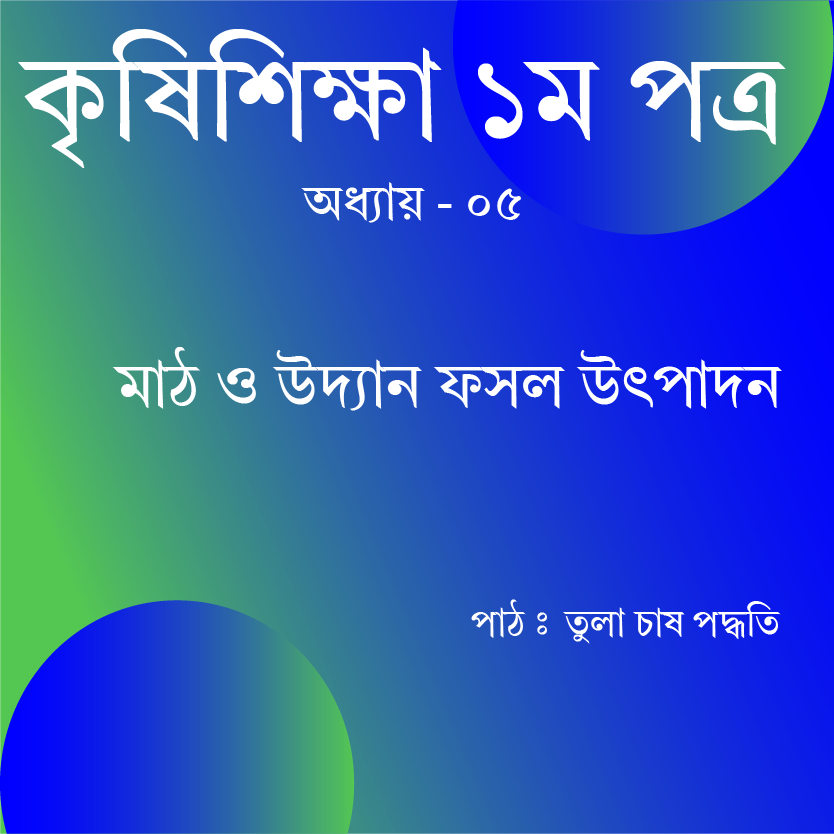 কৃষিশিক্ষা ১ম পত্র
অধ্যায় - ০৫
মাঠ ও উদ্যান ফসল উৎপাদন
পাঠ ঃ তুলা চাষ পদ্ধতি